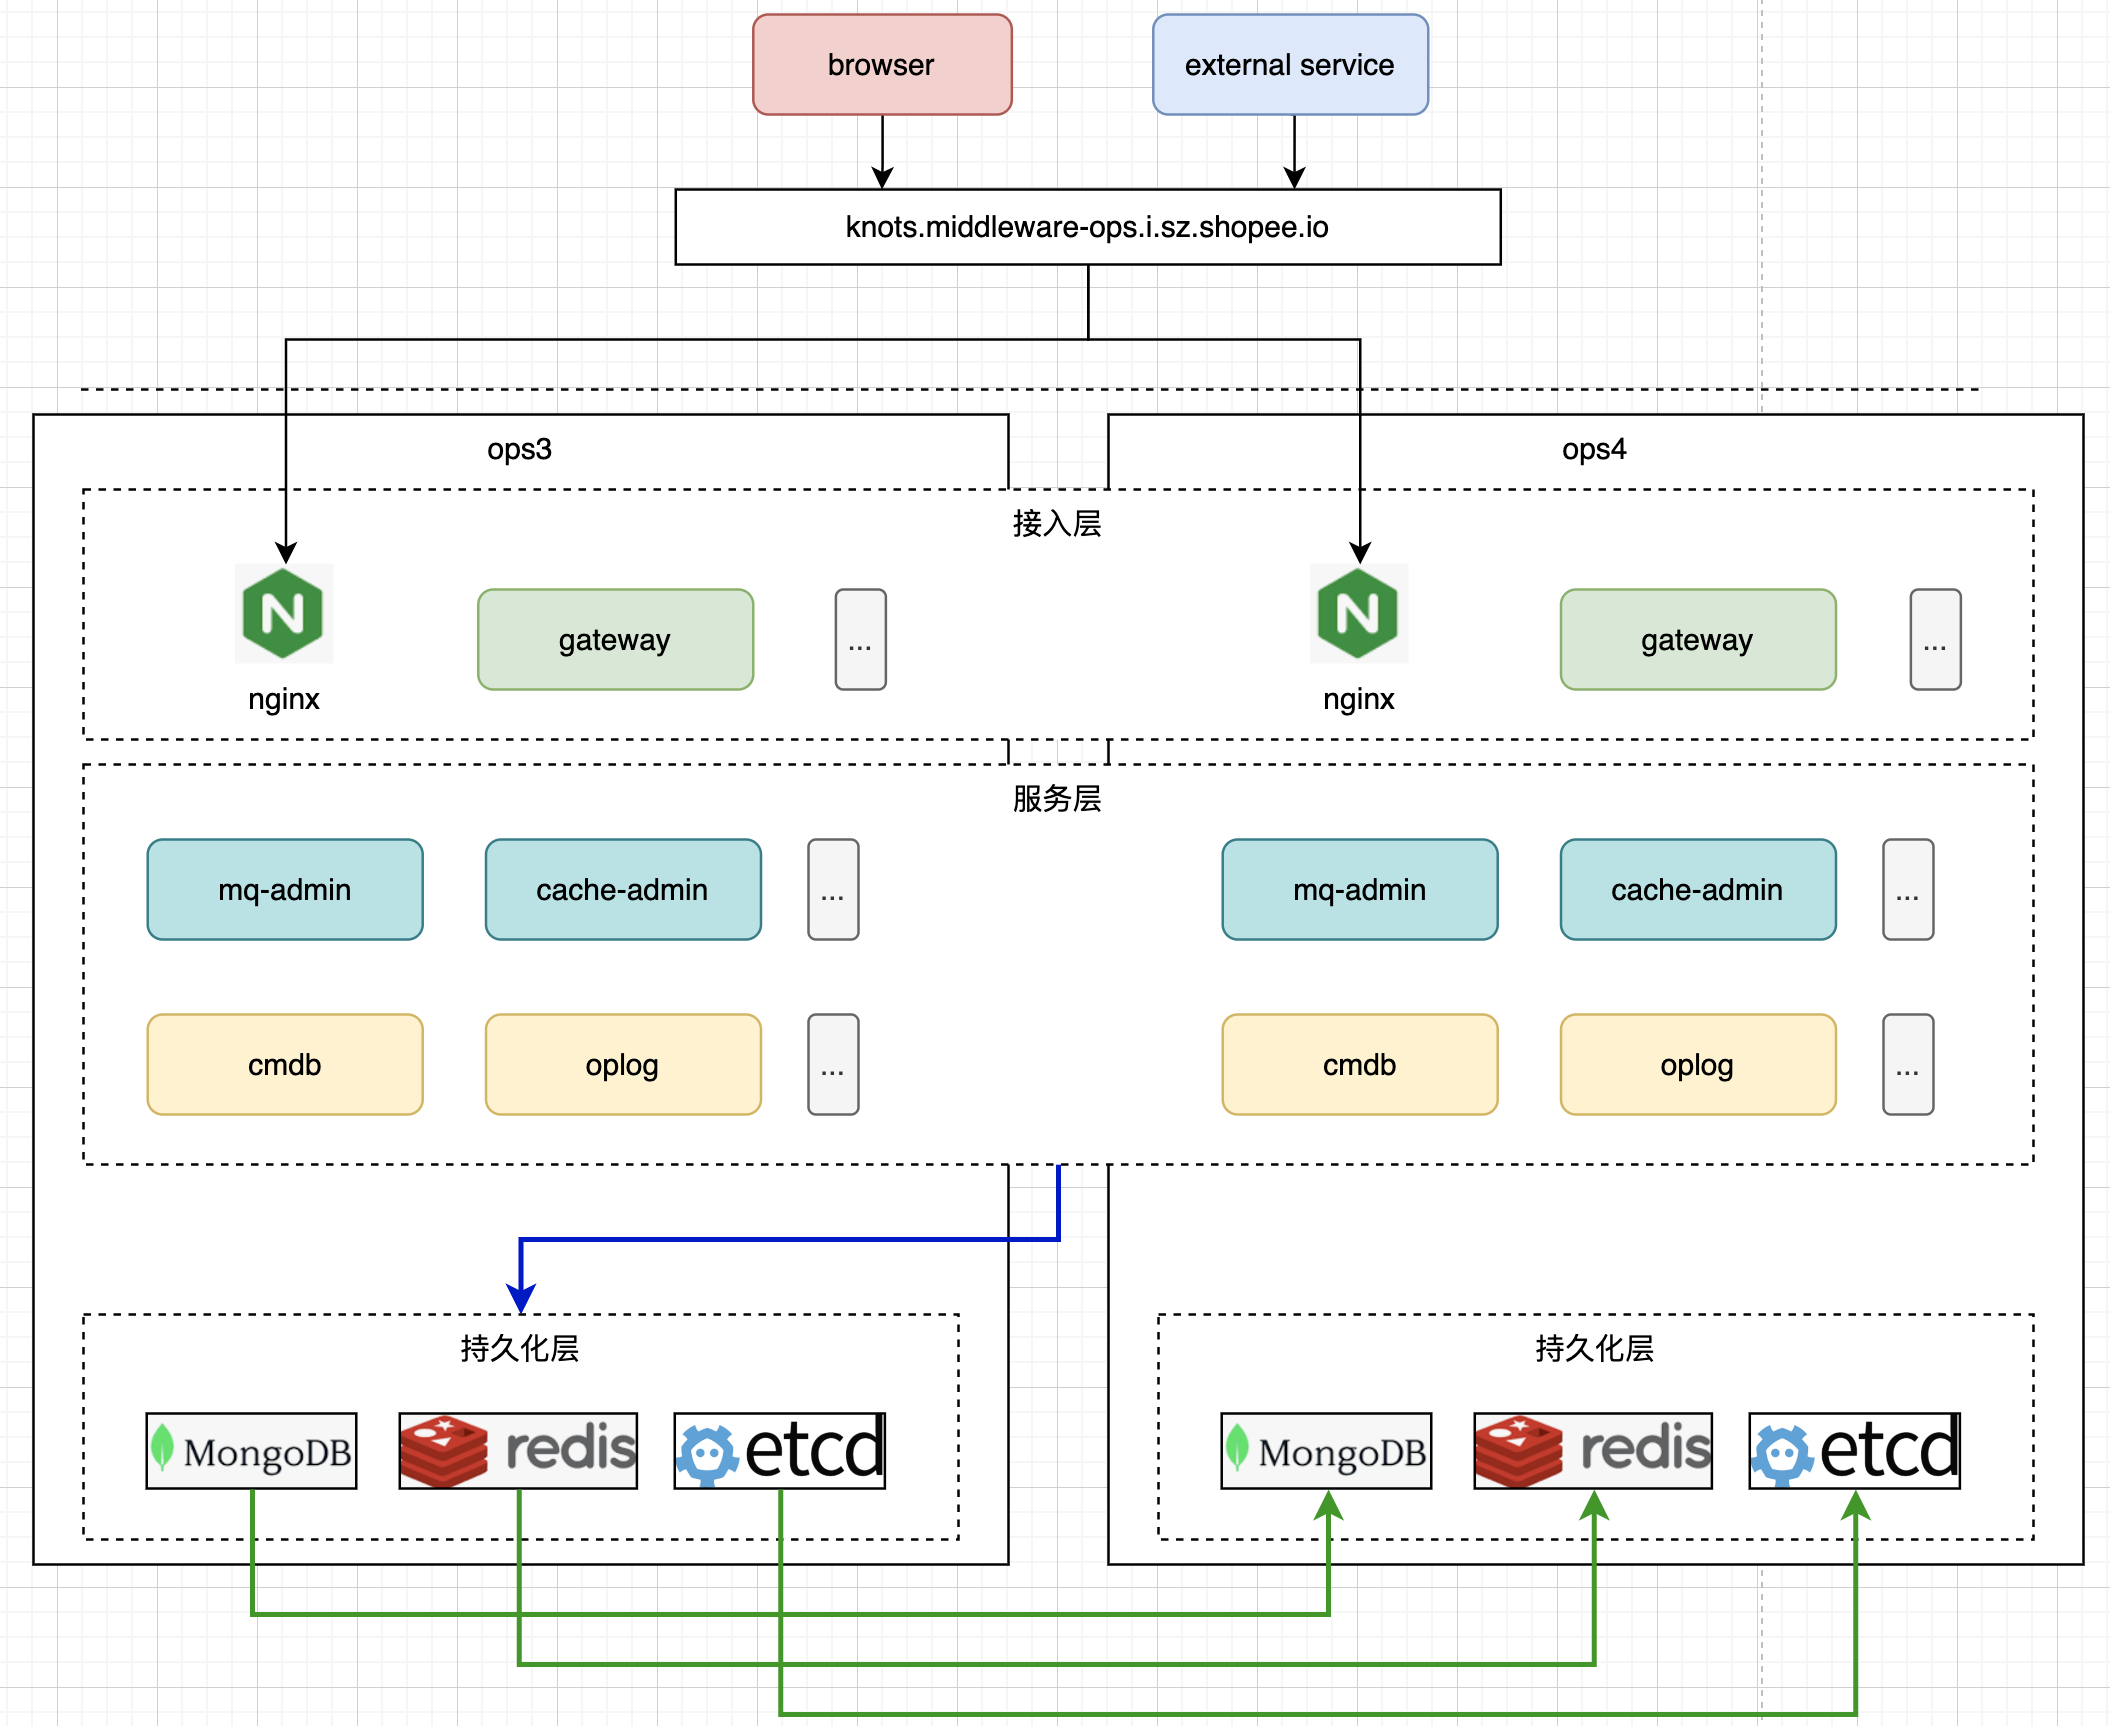 browser
external service
knots.middleware-ops.i.sz.shopee.io
ops3
ops4
接入层
nginx
gateway
...
nginx
gateway
...
服务层
mq-admin
cache-admin
...
mq-admin
cache-admin
...
cmdb
oplog
...
cmdb
oplog
...
持久化层
MongoDB
redis
etcd
持久化层
MongoDB
redis
etcd